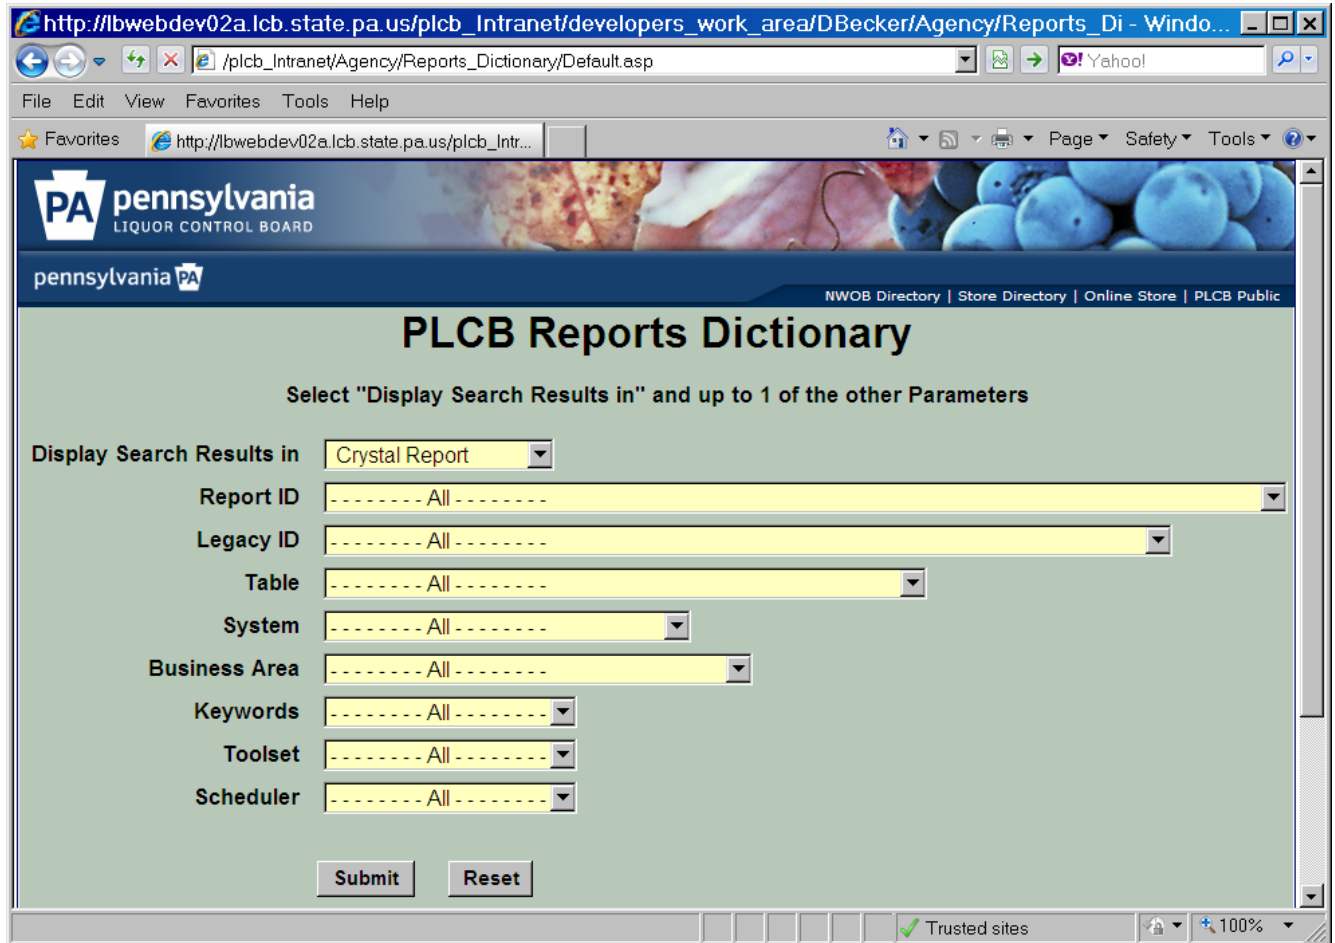 http://lbwebdev02a.lcb.state.pa.us/plcb_Intranet/developers_work_area/DBecker/Agency/Reports_Di - Windo...
/plcb_Intranet/Agency/Reports_Dictionary/Default.asp
Yahoo!
File Edit View Favorites Tools Help
Favorites
http://lbwebdev02a.lcb.state.pa.us/plcb_Intr...
Page Safety Tools
PA pennsylvania
LIQUOR CONTROL BOARD
pennsylvania PA
NWOB Directory | Store Directory | Online Store | PLCB Public
PLCB Reports Dictionary
Select "Display Search Results in" and up to 1 of the other Parameters
Display Search Results in Crystal Report
Report ID - - - - - - - - All - - - - - - - -
Legacy ID - - - - - - - - All - - - - - - - -
Table - - - - - - - - All - - - - - - - -
System - - - - - - - - All - - - - - - - -
Business Area - - - - - - - - All - - - - - - - -
Keywords - - - - - - - - All - - - - - - - -
Toolset - - - - - - - - All - - - - - - - -
Scheduler - - - - - - - - All - - - - - - - -
Submit Reset
Trusted sites 100%